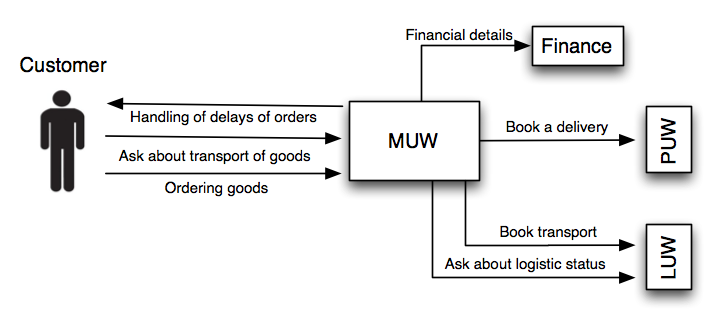 Financial details
Finance
Customer
Handling of delays of orders
MUW
Book a delivery
PUW
Ask about transport of goods
Ordering goods
Book transport
LUW
Ask about logistic status